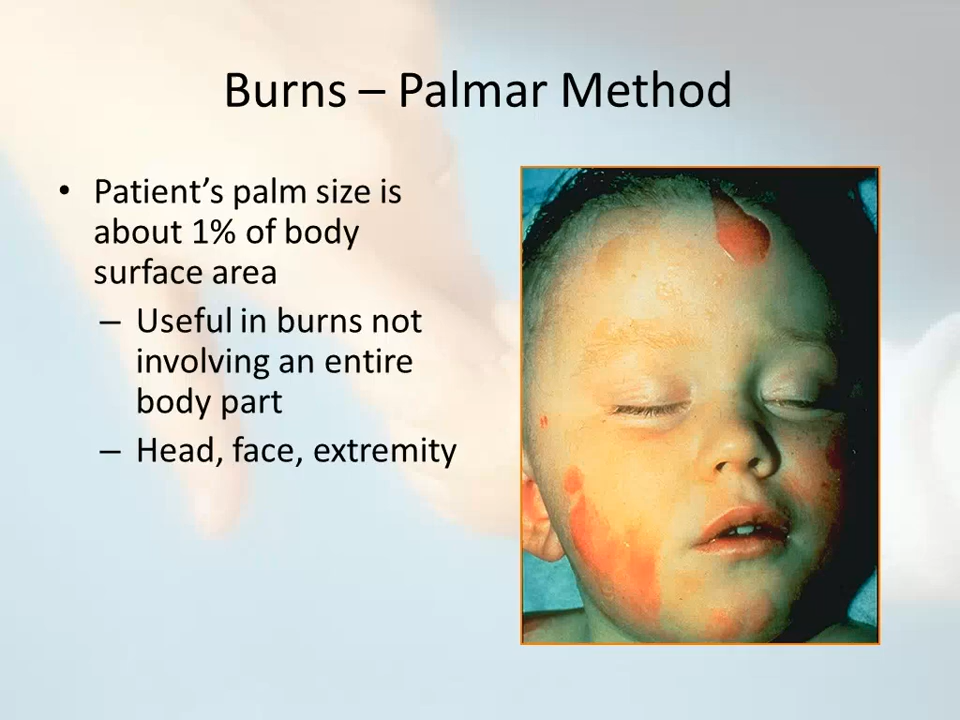 Burns – Palmar Method
• Patient’s palm size is
about 1% of body
surface area
– Useful in burns not
involving an entire
body part
– Head, face, extremity